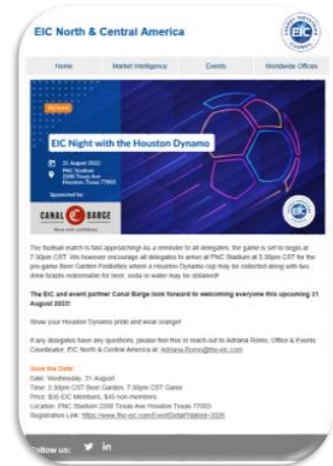 EIC North & Central America
ENERGY INDUSTRIES COUNCIL
EIC
Home Market Intelligence Events Worldwide Offices
EIC Night with the Houston Dynamo
31 August 2022
PNC Stadium
2200 Texas Ave
Houston, Texas 77003
Sponsored by:
CANAL BARGE
The football match is fast approaching! As a reminder to all delegates, the game is set to begin at
7:30pm CST. We however encourage all delegates to arrive at PNC Stadium at 5:30pm CST for the
pre-game Beer Garden Festivities where a Houston Dynamo cup may be collected along with two
drink tickets redeemable for beer, soda or water may be obtained!
The EIC and event partner Canal Barge look forward to welcoming everyone this upcoming 31
August 2022!
Show your Houston Dynamo pride and wear orange!
If any delegates have any questions, please feel free to reach out to Adriana Romo, Office & Events
Coordinator, EIC North & Central America at: Adriana.Romo@the-eic.com
Save the Date:
Date: Wednesday, 31 August
Time: 5:30pm CST Beer Garden, 7:30pm CST Game
Price: $30 EIC Members, $45 non-members
Location: PNC Stadium 2200 Texas Ave Houston Texas 77003
Registration Link:
Follow us:
in